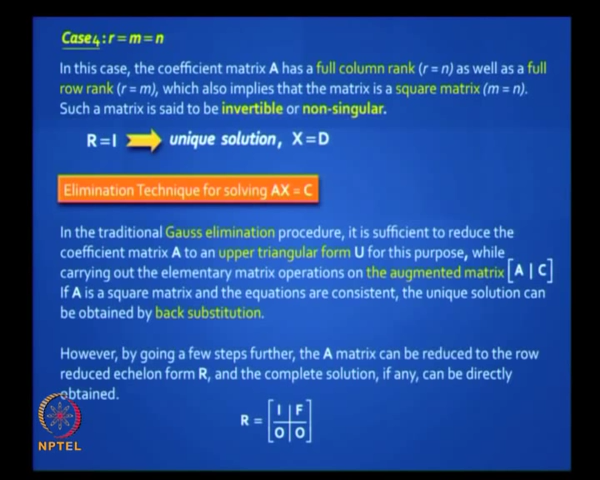 Case4: r = m = n
In this case, the coefficient matrix A has a full column rank (r = n) as well as a full
row rank (r = m), which also implies that the matrix is a square matrix (m = n).
Such a matrix is said to be invertible or non-singular.
R = I unique solution, X = D
Elimination Technique for solving AX = C
In the traditional Gauss elimination procedure, it is sufficient to reduce the
coefficient matrix A to an upper triangular form U for this purpose, while
carrying out the elementary matrix operations on the augmented matrix [A | C]
If A is a square matrix and the equations are consistent, the unique solution can
be obtained by back substitution.
However, by going a few steps further, the A matrix can be reduced to the row
reduced echelon form R, and the complete solution, if any, can be directly
obtained.
R = [I | F
O | O]
NPTEL